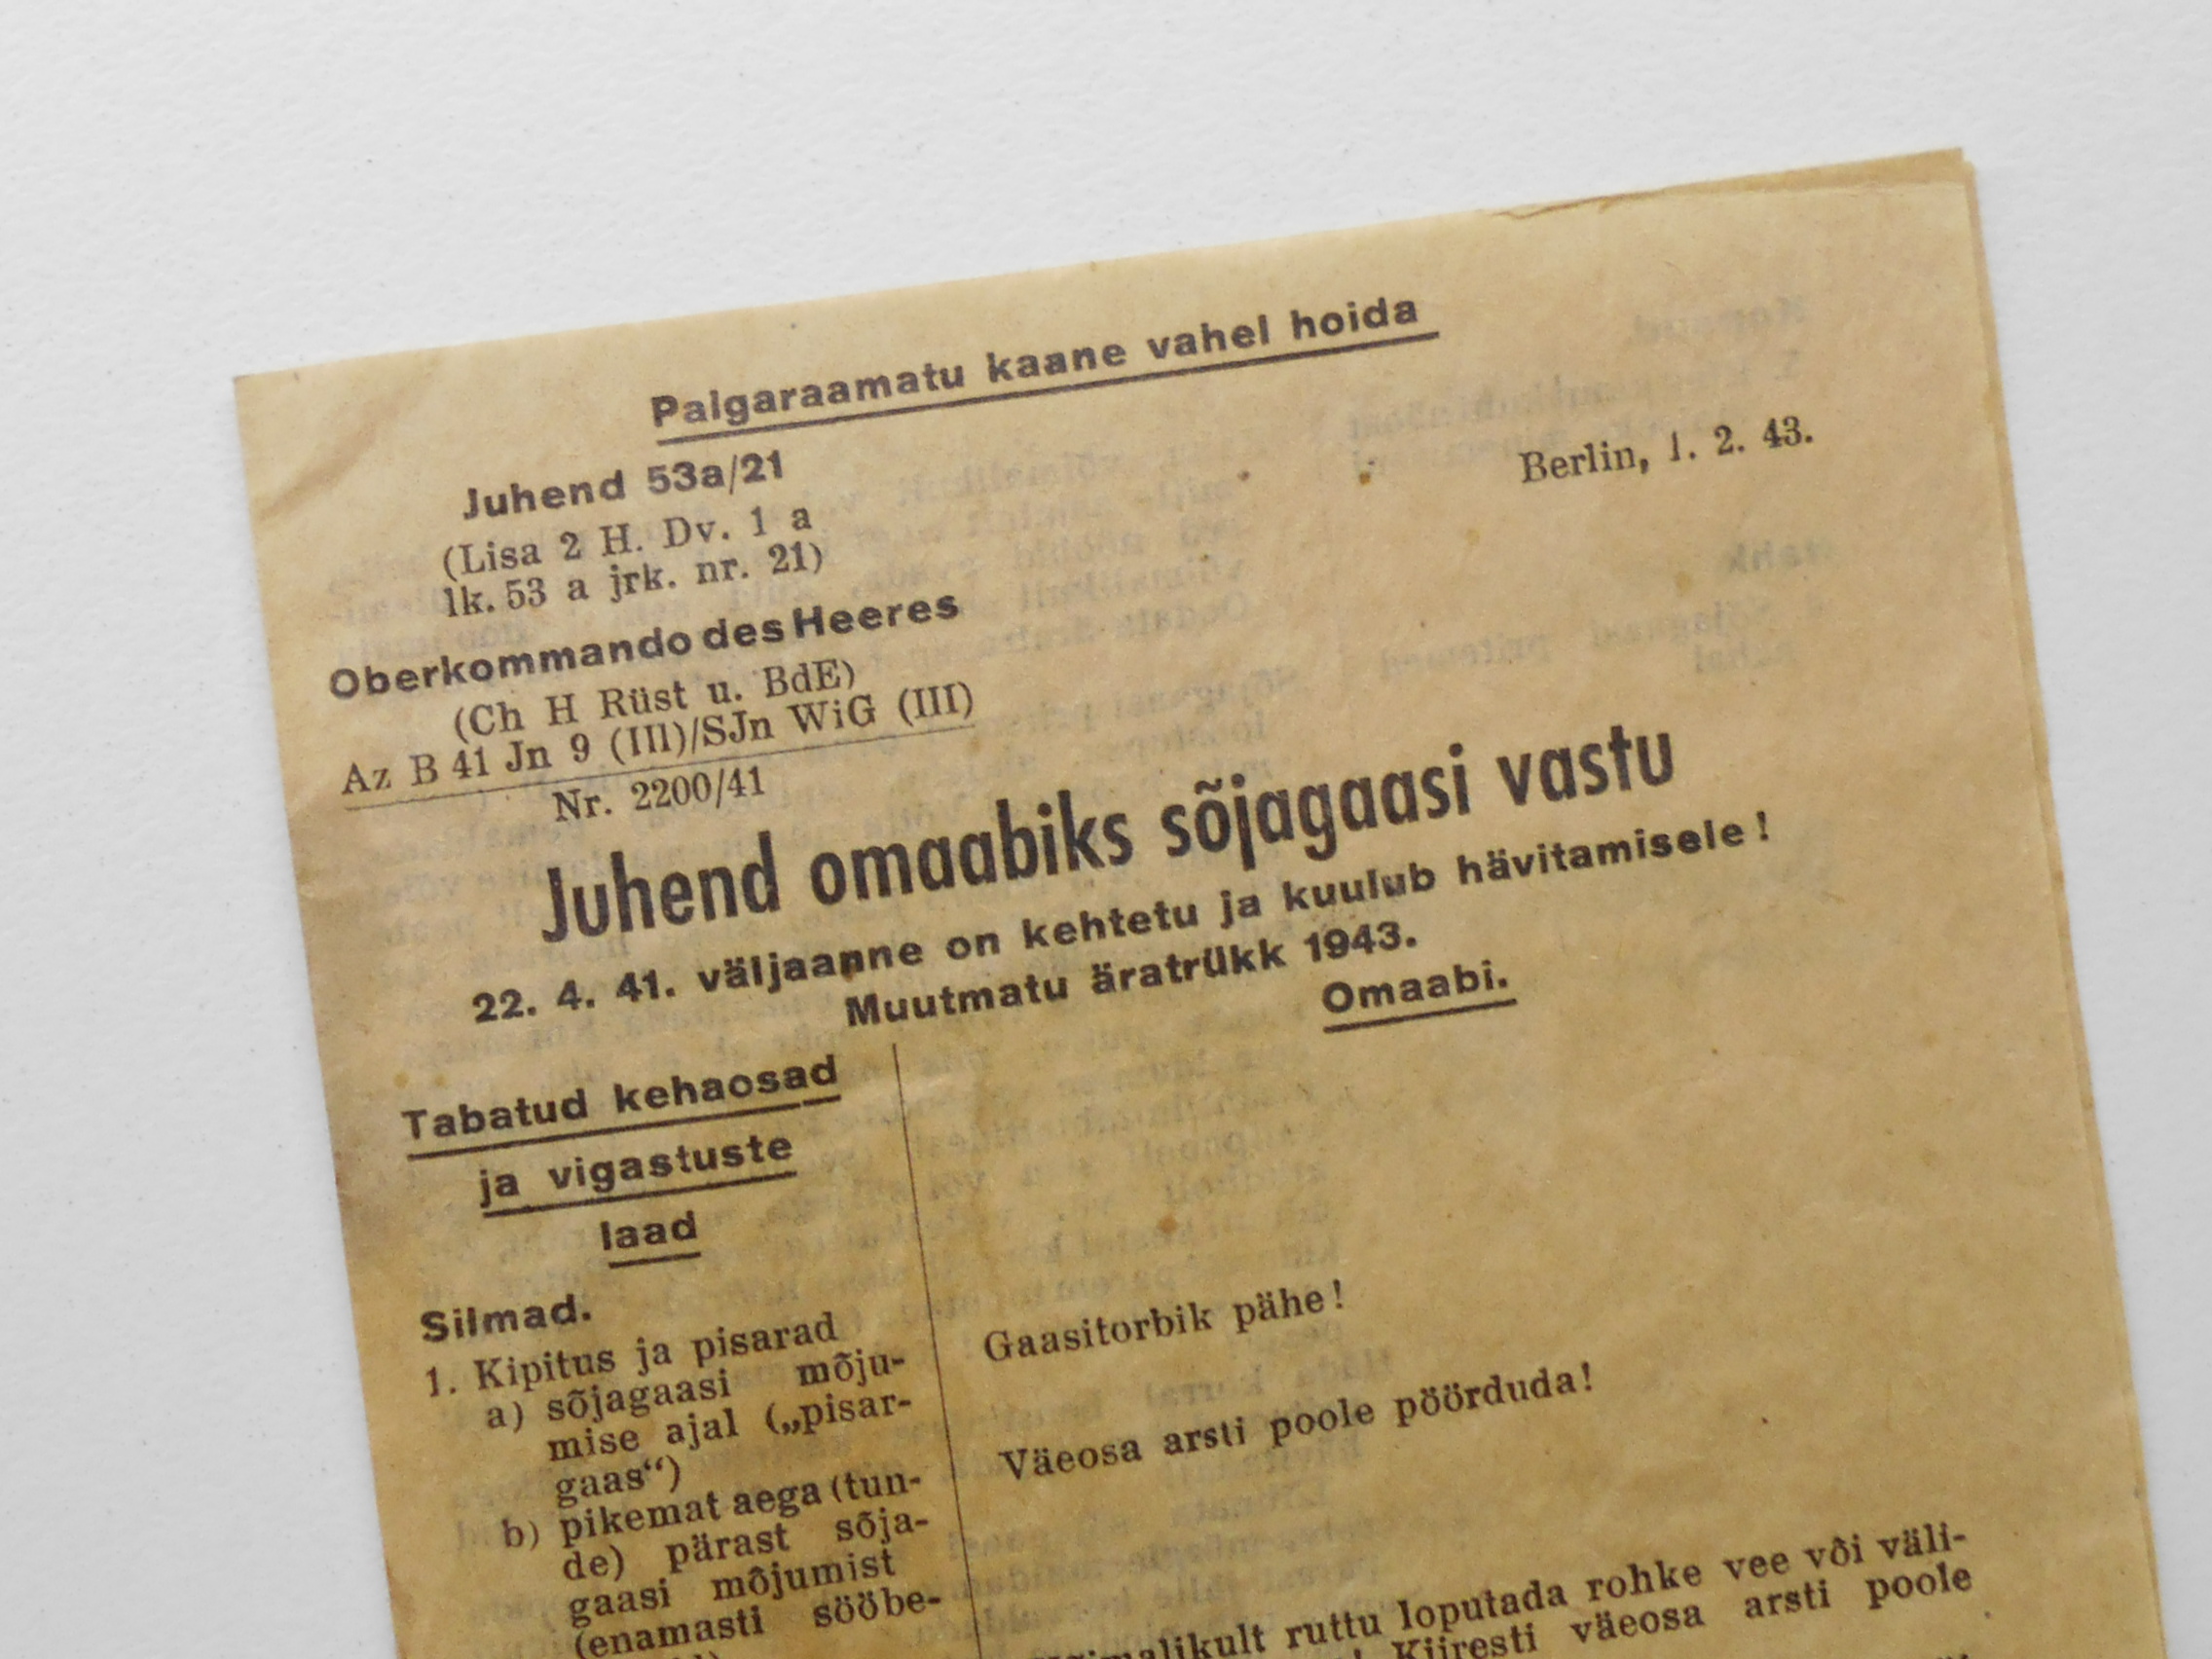 Palgaraamatu kaane vahel hoida
Juhend 53a/21
Berlin, 1. 2. 43.
(Lisa 2 H. Dv. 1 a
lk. 53 a jrk. nr. 21)
Oberkommando des Heeres
(Ch H Rüst u. BdE)
Az B 41 Jn 9 (III)/SJn WiG (III)
Nr. 2200/41
Juhend omaabiks sõjagaasi vastu
22. 4. 41. väljaanne on kehtetu ja kuulub hävitamisele!
Muutmatu äratrükk 1943.
Tabatud kehaosad
ja vigastuste
laad
Omaabi.
Silmad.
1. Kipitus ja pisarad
a) sõjagaasi mõju-
mise ajal („pisar-
gaas“)
b) pikemat aega (tun-
de) pärast sõja-
gaasi mõjumist
(enamasti sööbe-
Gaasitorbik pähe!
Väeosa arsti poole pöörduda!
ruttu loputada rohke vee või väli-
Kiiresti väeosa arsti poole